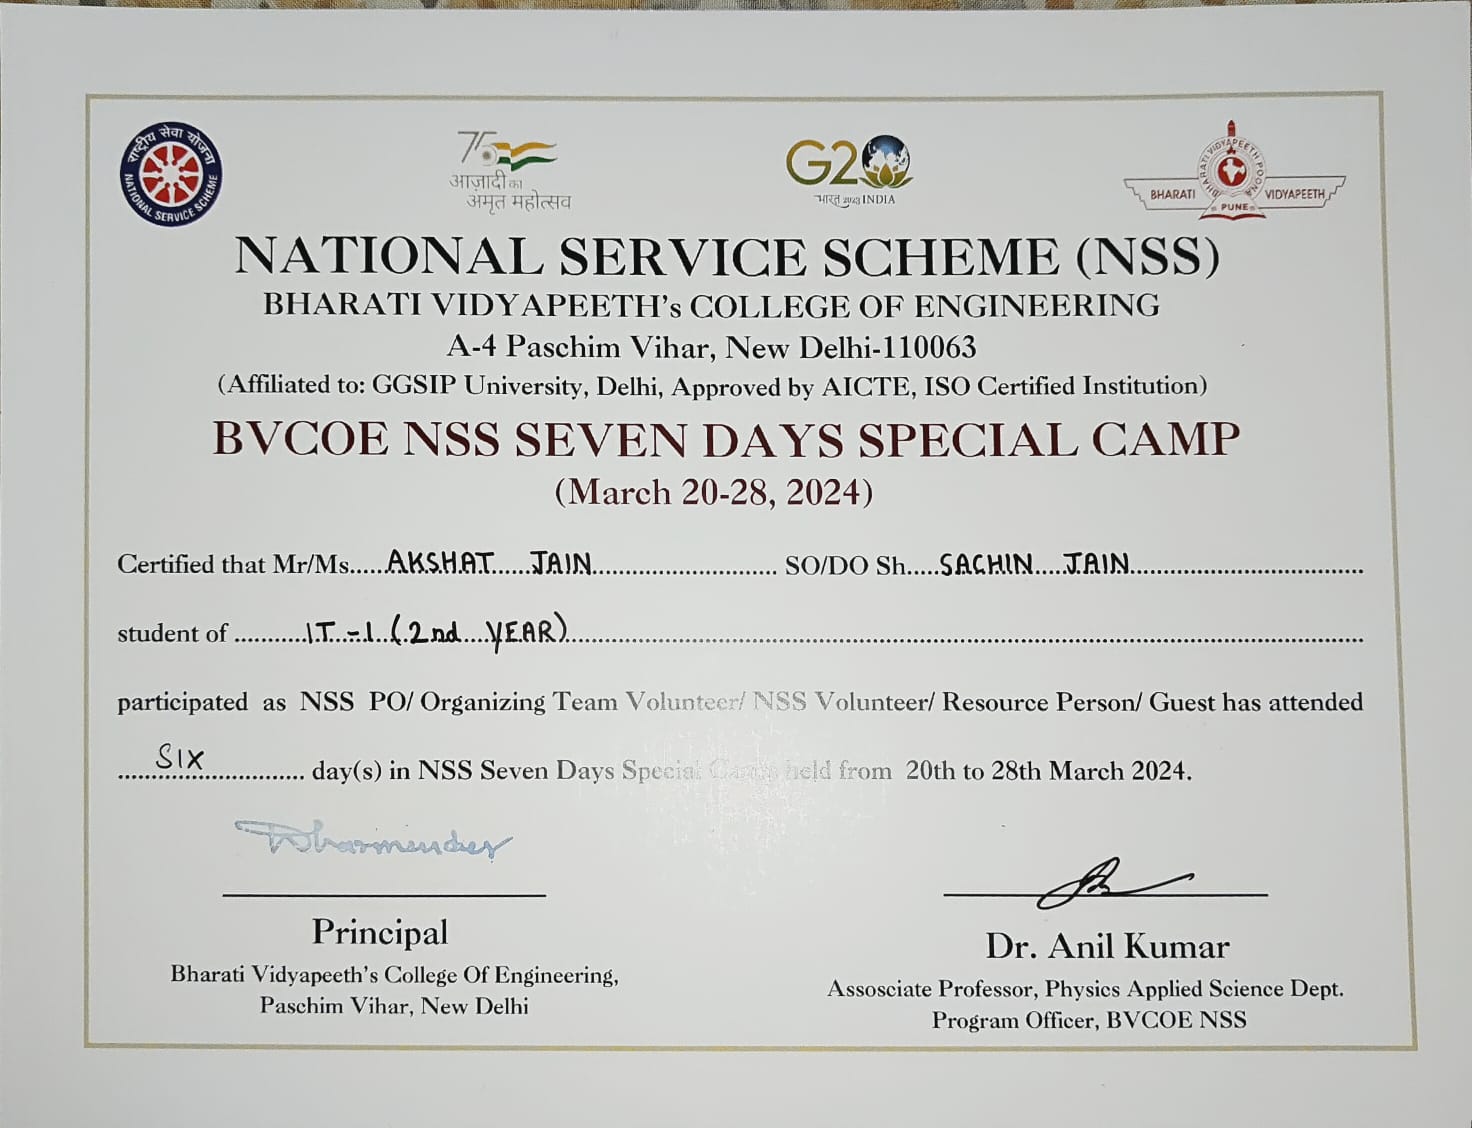 राष्ट्रीय सेवा योजना
NATIONAL SERVICE SCHEME
75
आज़ादी का
अमृत महोत्सव
G20
भारत 2023 INDIA
BHARATI VIDYAPEETH POONA
BHARATI VIDYAPEETH
PUNE
NATIONAL SERVICE SCHEME (NSS)
BHARATI VIDYAPEETH's COLLEGE OF ENGINEERING
A-4 Paschim Vihar, New Delhi-110063
(Affiliated to: GGSIP University, Delhi, Approved by AICTE, ISO Certified Institution)
BVCOE NSS SEVEN DAYS SPECIAL CAMP
(March 20-28, 2024)
Certified that Mr/Ms.....AKSHAT.....JAIN............................ SO/DO Sh.....SACHIN.....JAIN....................................
student of ..........IT-1 (2nd YEAR)..........................................................................................
participated as NSS PO/ Organizing Team Volunteer/ NSS Volunteer/ Resource Person/ Guest has attended
SIX.............................. day(s) in NSS Seven Days Special Camp held from 20th to 28th March 2024.
Dharmender
Principal
Bharati Vidyapeeth's College Of Engineering,
Paschim Vihar, New Delhi
Dr. Anil Kumar
Assosciate Professor, Physics Applied Science Dept.
Program Officer, BVCOE NSS